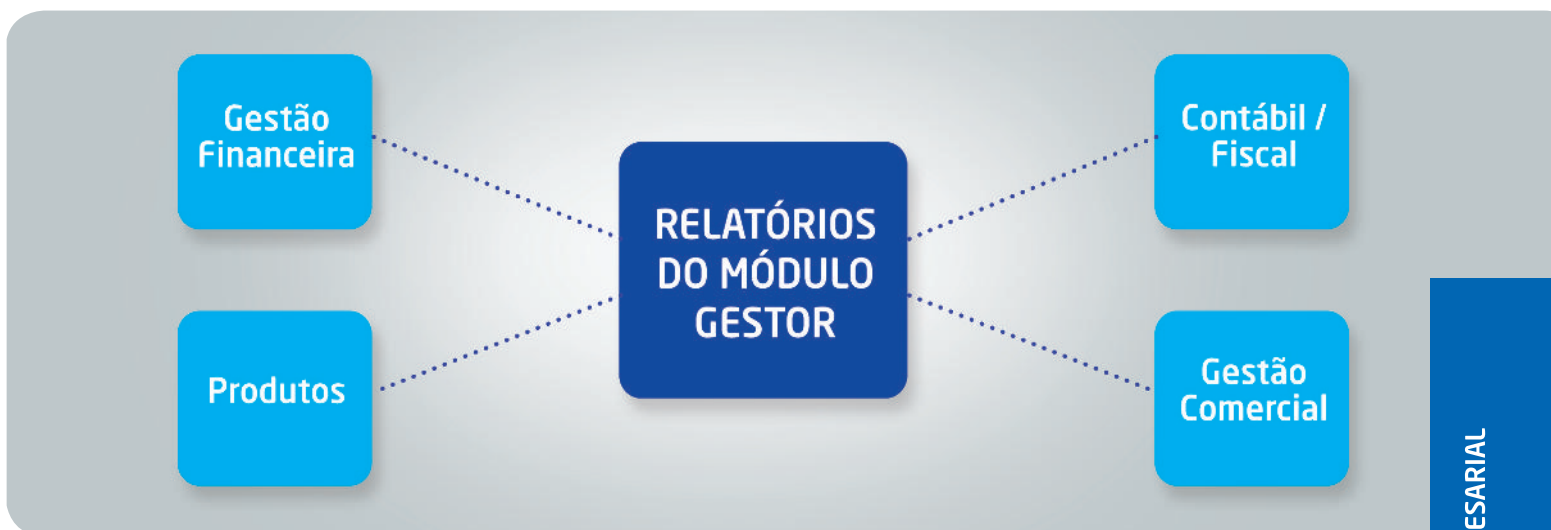 Gestão
Financeira
Contábil /
Fiscal
RELATÓRIOS
DO MÓDULO
GESTOR
Produtos
Gestão
Comercial
ESARIAL